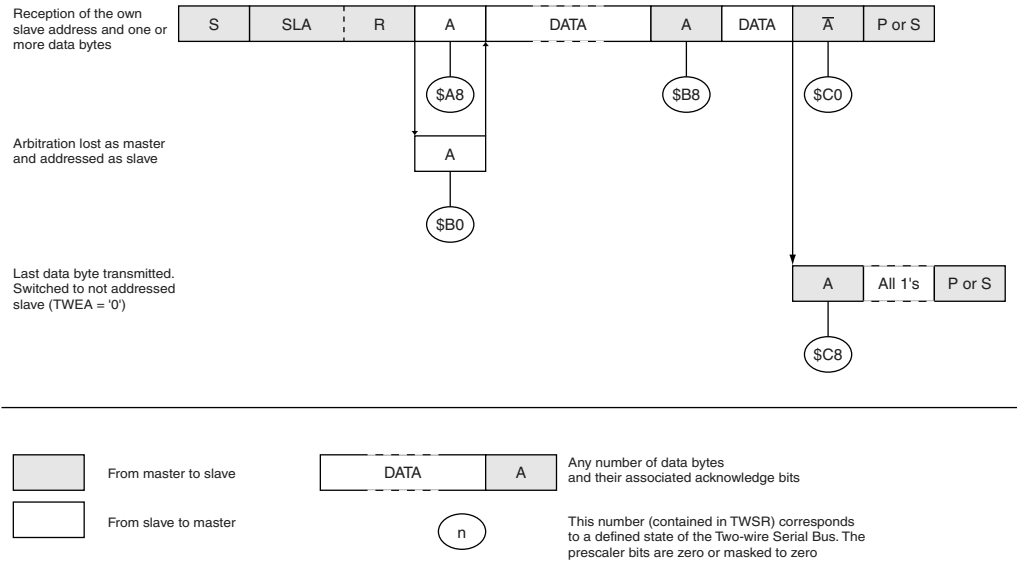 Reception of the own
slave address and one or
more data bytes
S SLA R A DATA A DATA A̅ P or S
$A8 $B8 $C0
Arbitration lost as master
and addressed as slave
A
$B0
Last data byte transmitted.
Switched to not addressed
slave (TWEA = '0')
A All 1's P or S
$C8
From master to slave
DATA A
Any number of data bytes
and their associated acknowledge bits
From slave to master
n
This number (contained in TWSR) corresponds
to a defined state of the Two-wire Serial Bus. The
prescaler bits are zero or masked to zero